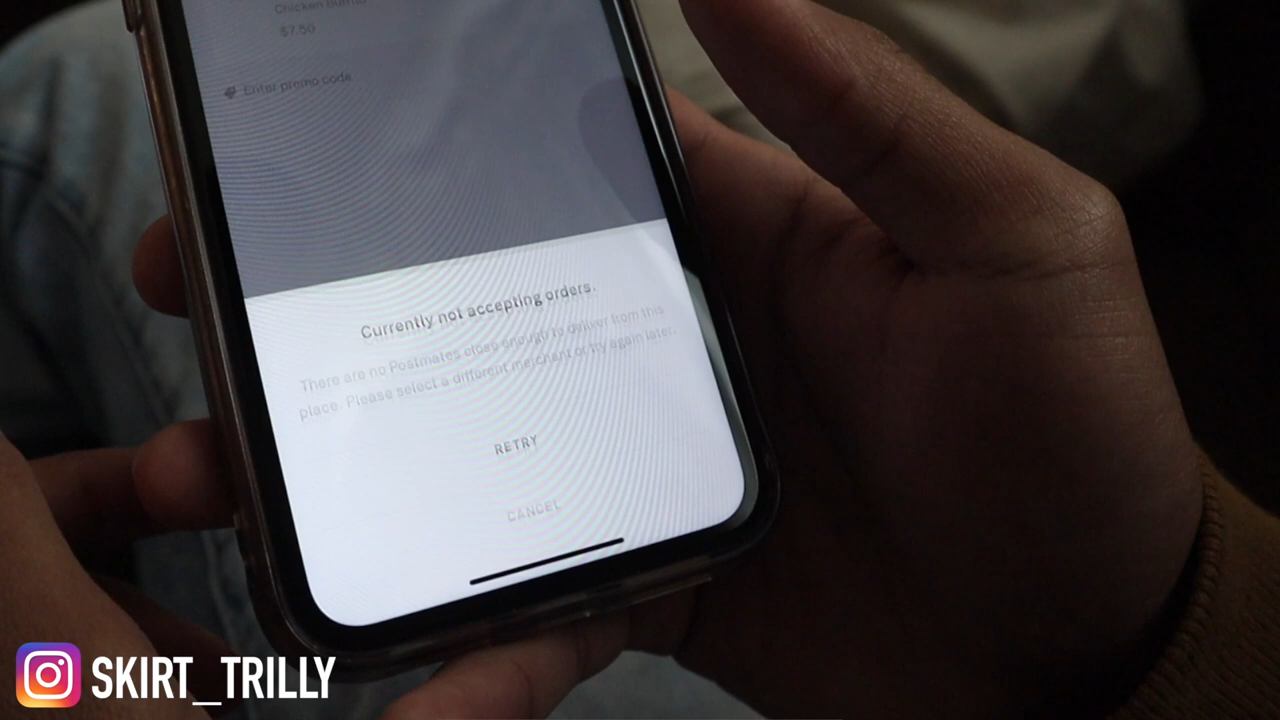 Chicken Burrito
$7.50
Enter promo code
Currently not accepting orders.
There are no Postmates close enough to deliver from this
place. Please select a different merchant or try again later.
RETRY
CANCEL
SKIRT_TRILLY